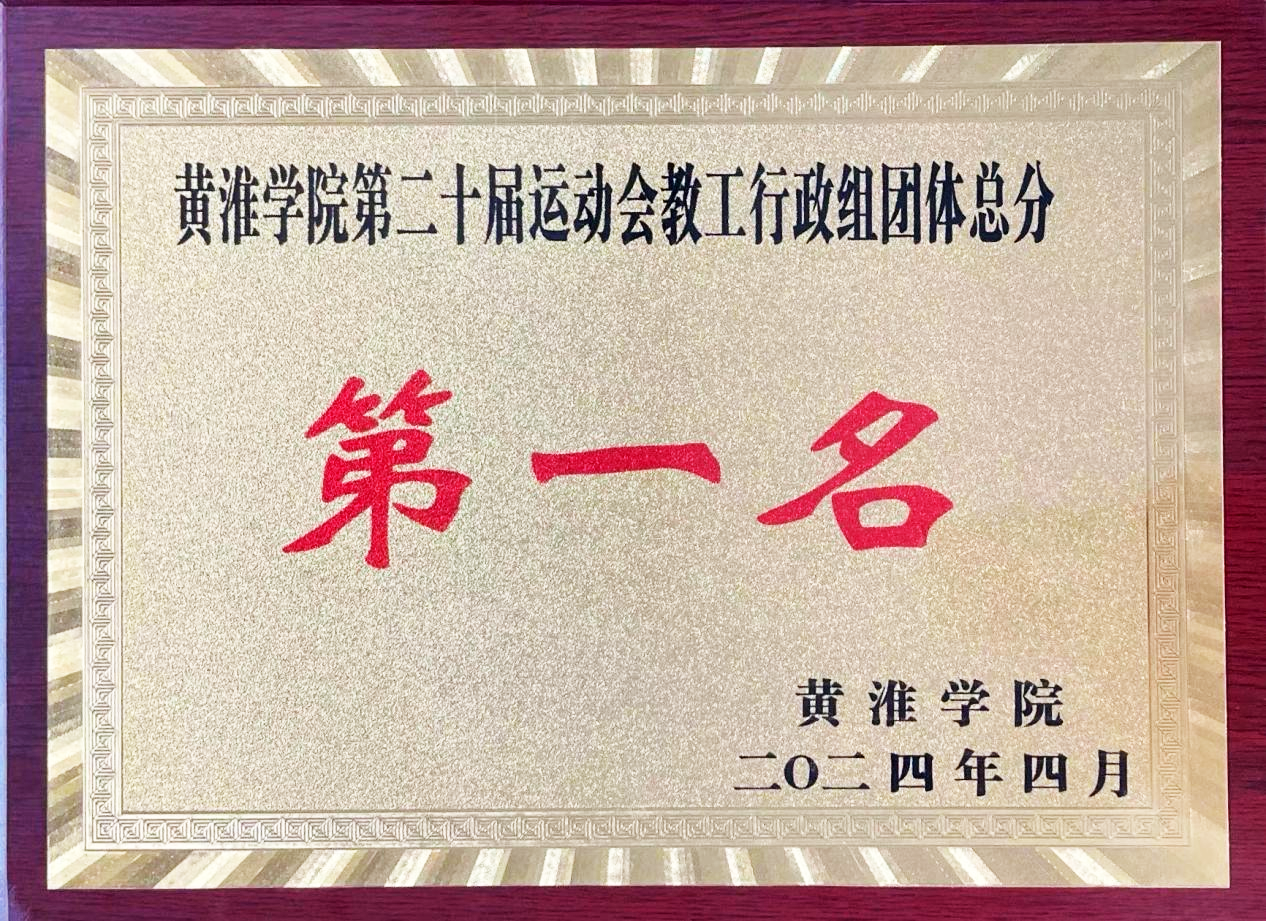 黄淮学院第二十届运动会教工行政组团体总分
第一名
黄淮学院
二〇二四年四月